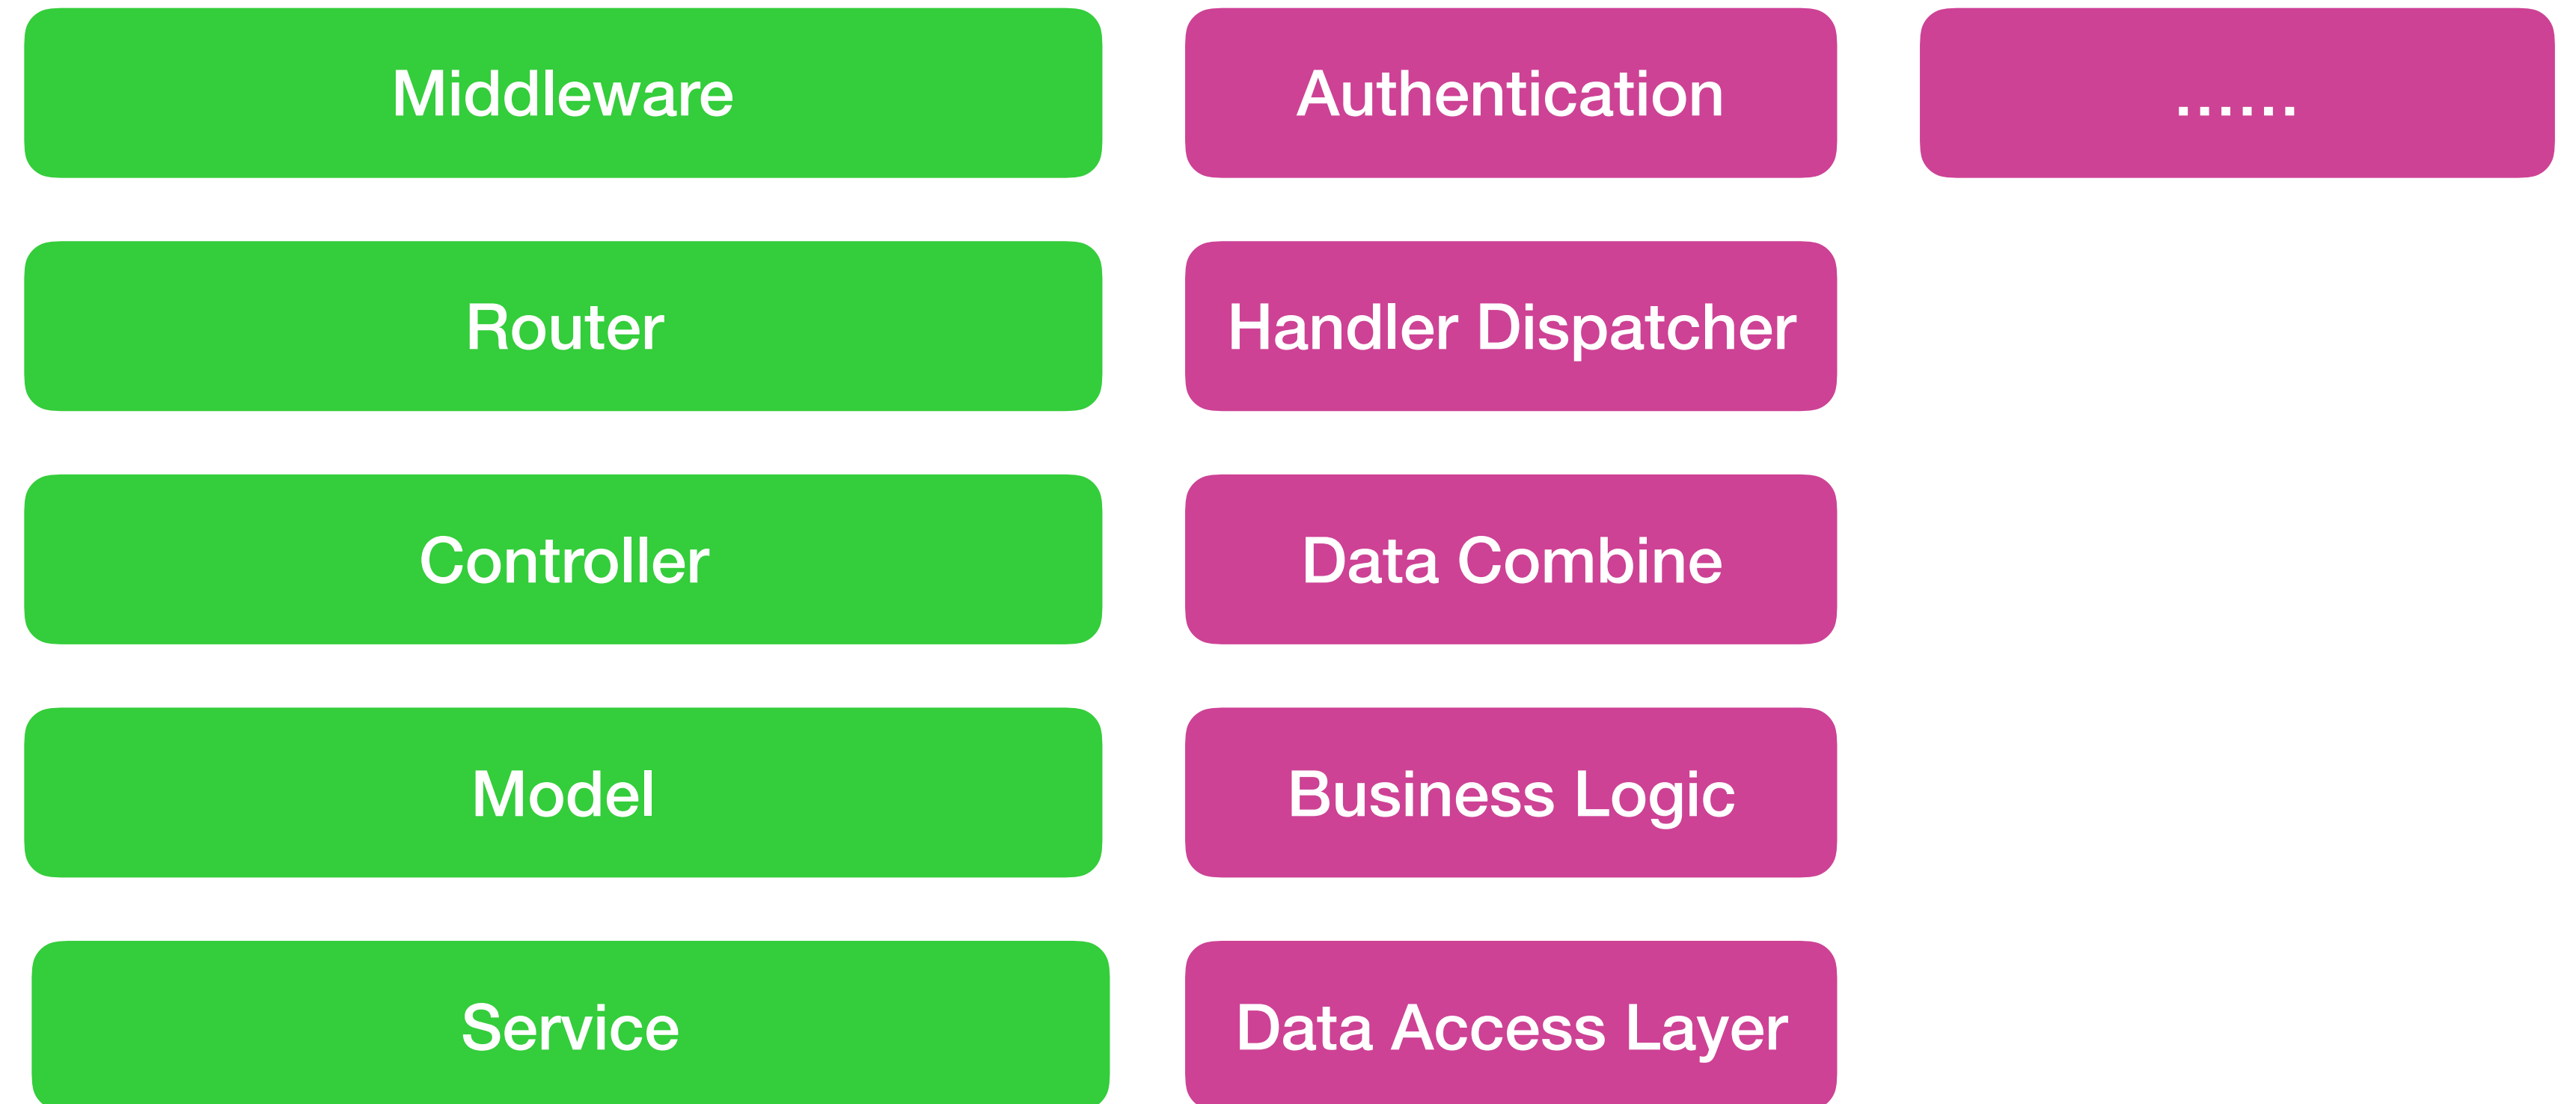 Middleware
Authentication
......
Router
Handler Dispatcher
Controller
Data Combine
Model
Business Logic
Service
Data Access Layer